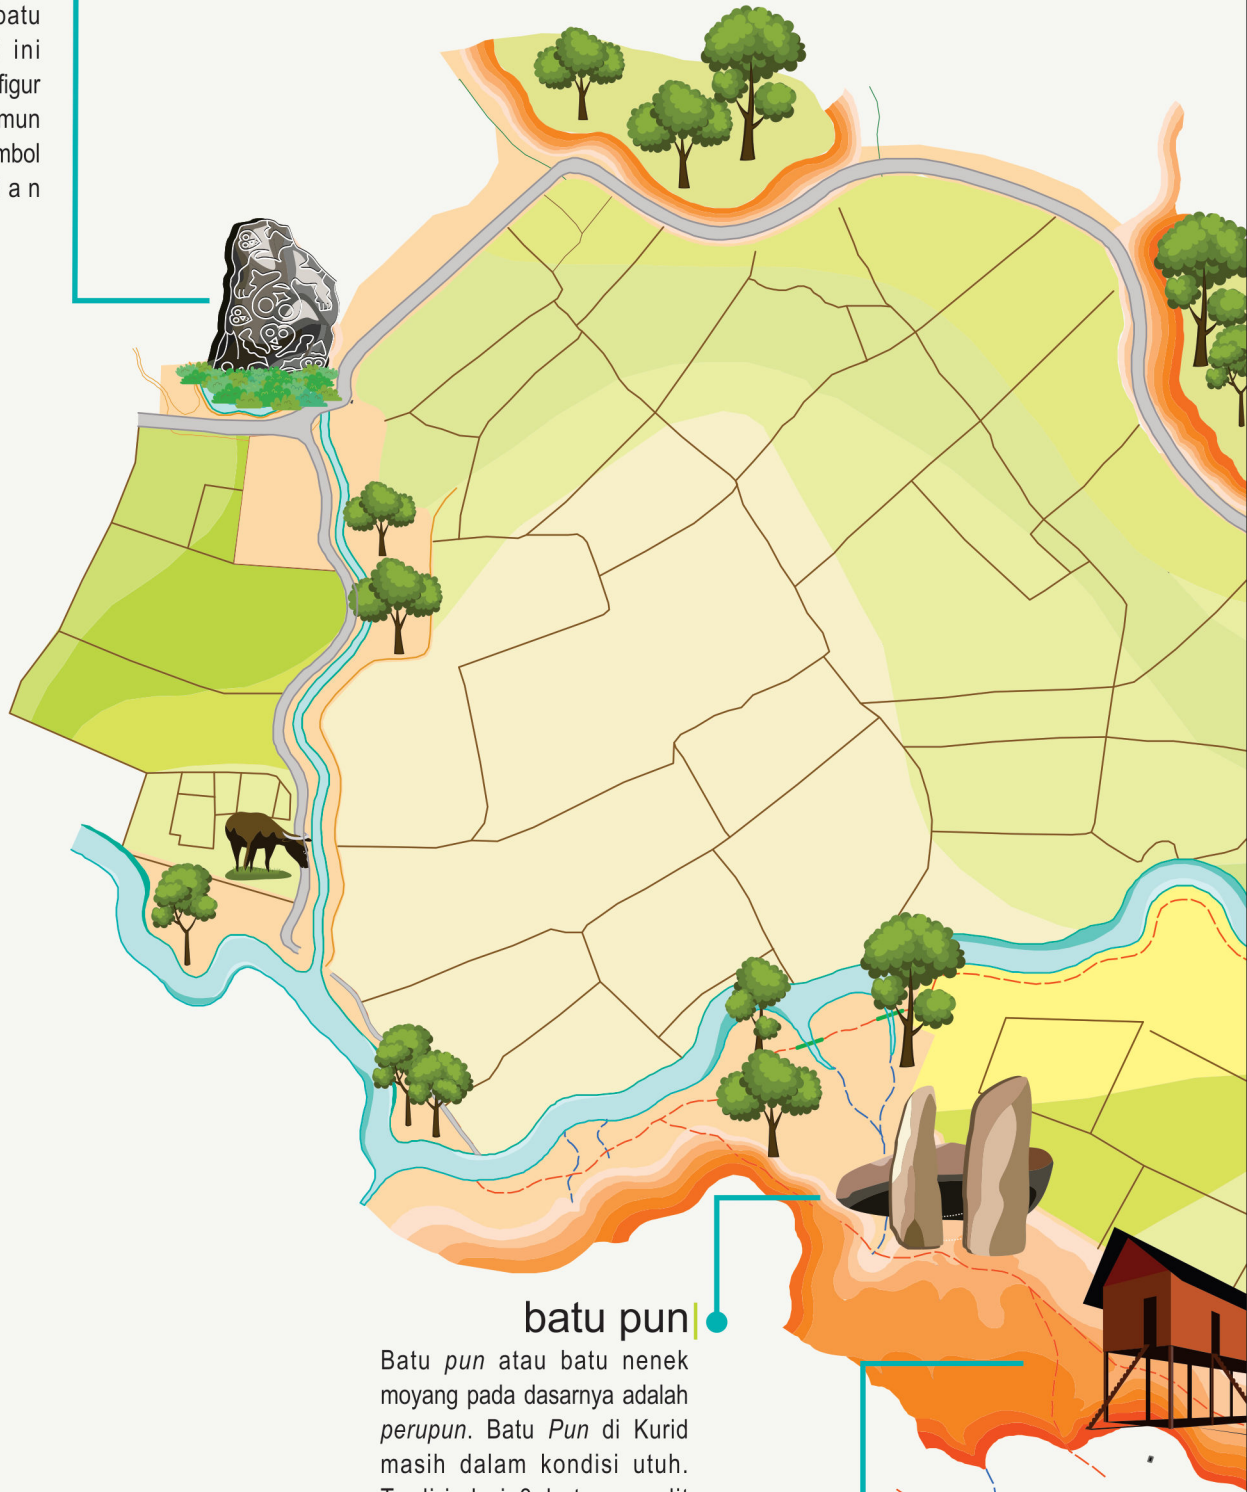 batu
ini
figur
mbol
a n
batu pun
Batu pun atau batu nenek
moyang pada dasarnya adalah
perupun. Batu Pun di Kurid
masih dalam kondisi utuh.